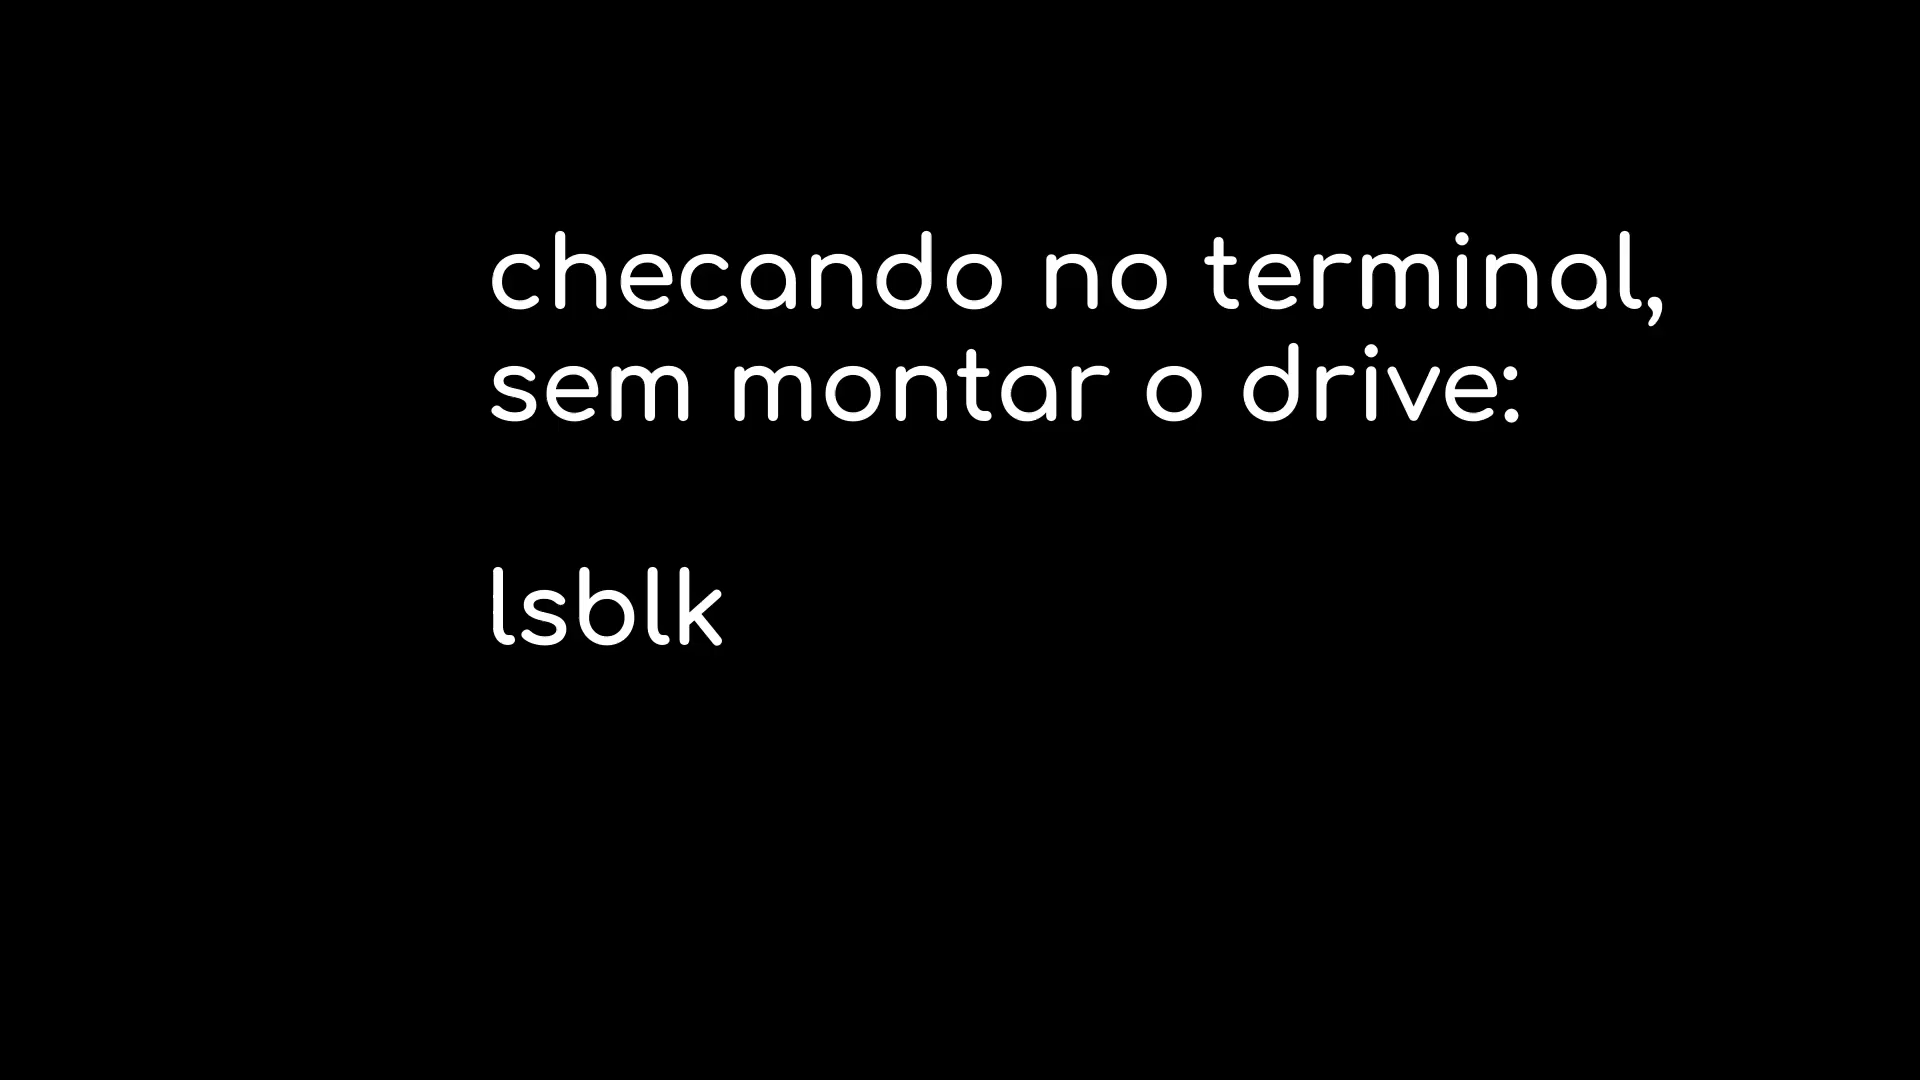 checando no terminal,
sem montar o drive:
lsblk